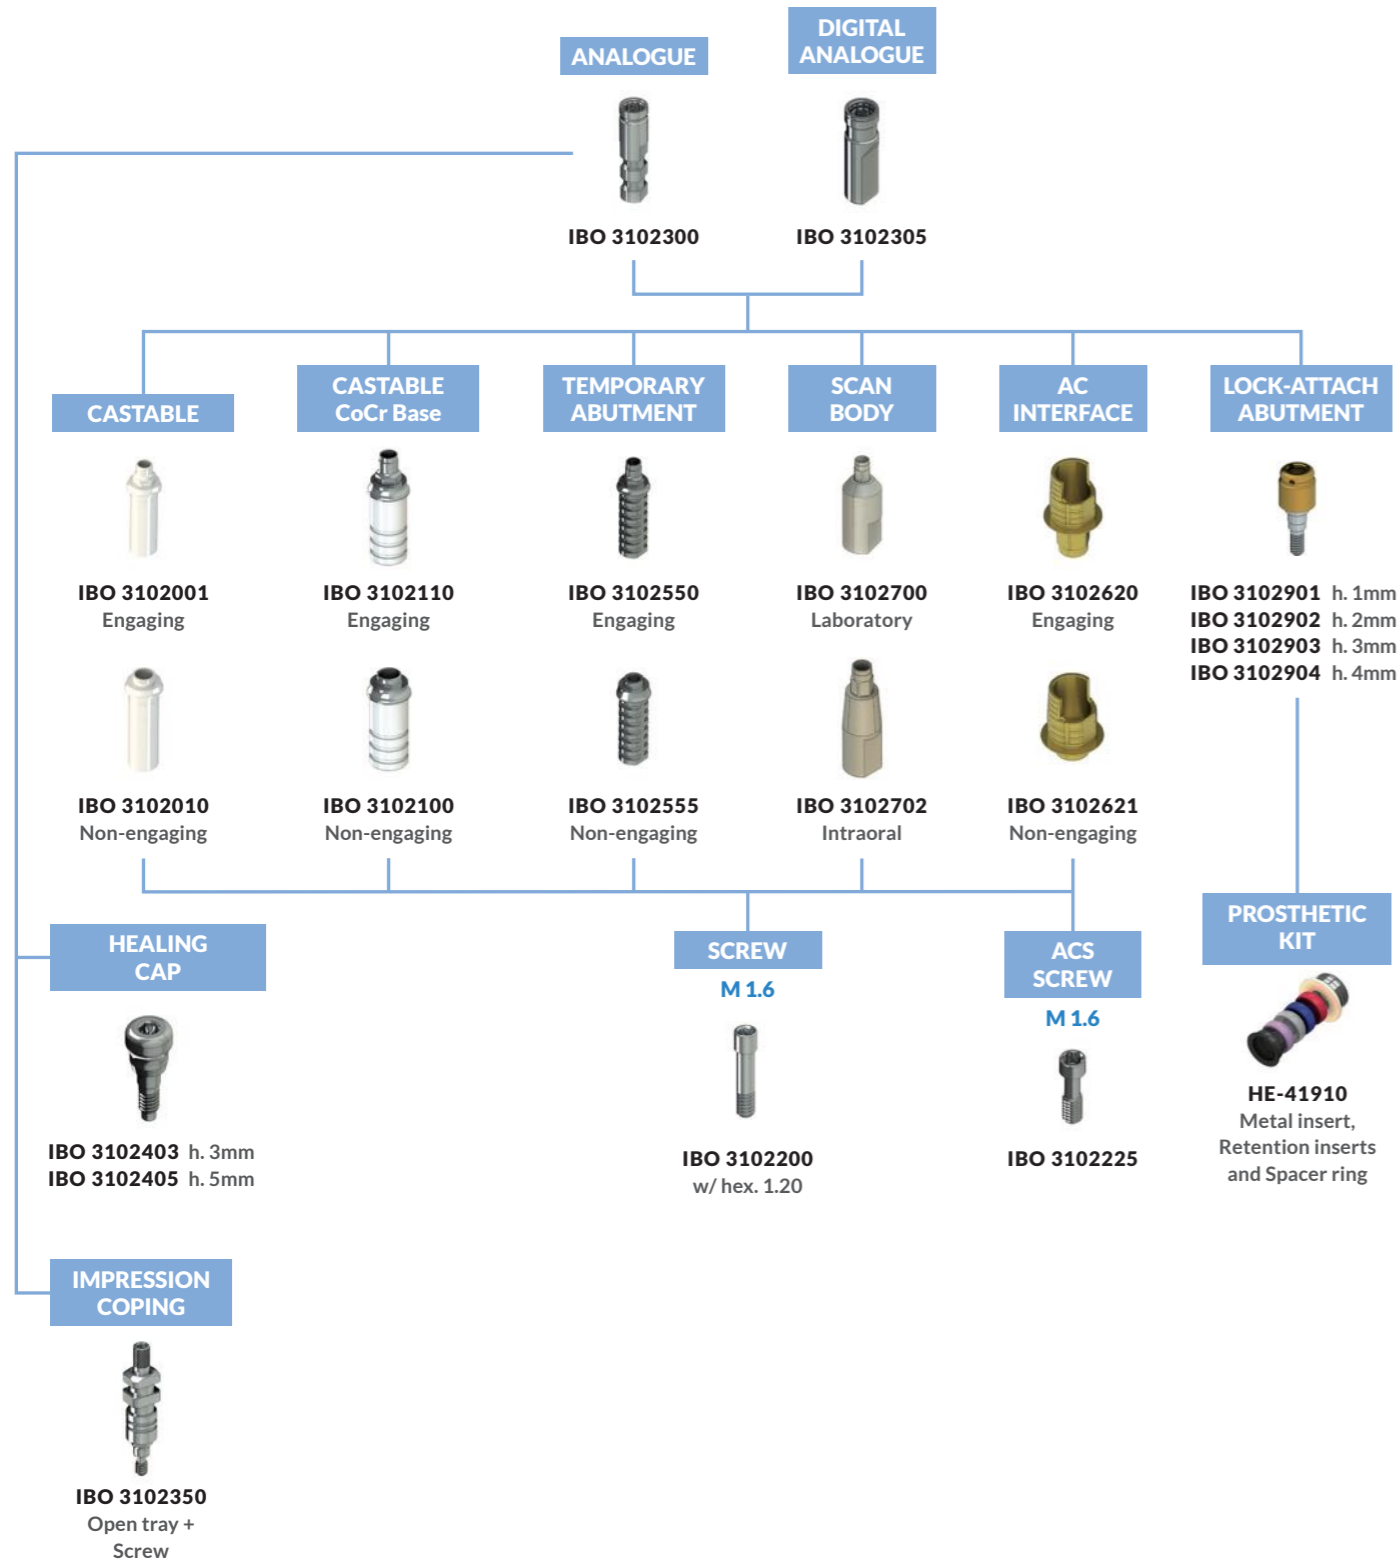 ANALOGUE
DIGITAL
ANALOGUE
IBO 3102300
IBO 3102305
CASTABLE
CASTABLE
CoCr Base
TEMPORARY
ABUTMENT
SCAN
BODY
AC
INTERFACE
LOCK-ATTACH
ABUTMENT
IBO 3102001
Engaging
IBO 3102110
Engaging
IBO 3102550
Engaging
IBO 3102700
Laboratory
IBO 3102620
Engaging
IBO 3102901 h. 1mm
IBO 3102902 h. 2mm
IBO 3102903 h. 3mm
IBO 3102904 h. 4mm
IBO 3102010
Non-engaging
IBO 3102100
Non-engaging
IBO 3102555
Non-engaging
IBO 3102702
Intraoral
IBO 3102621
Non-engaging
HEALING
CAP
SCREW
M 1.6
ACS
SCREW
M 1.6
PROSTHETIC
KIT
IBO 3102403 h. 3mm
IBO 3102405 h. 5mm
IBO 3102200
w/ hex. 1.20
IBO 3102225
HE-41910
Metal insert,
Retention inserts
and Spacer ring
IMPRESSION
COPING
IBO 3102350
Open tray +
Screw